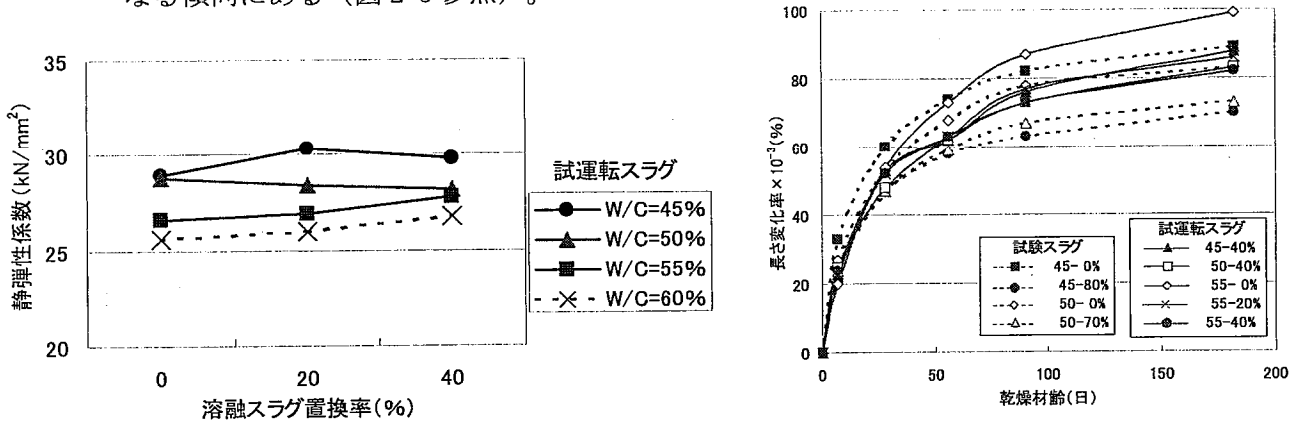 なる傾向にある（図２０参照）。
35
30
25
20
静弾性係数(kN/mm²)
0 20 40
溶融スラグ置換率(%)
試運転スラグ
W/C=45%
W/C=50%
W/C=55%
W/C=60%
100
80
60
40
20
0
長さ変化率×10⁻³(%)
0 50 100 150 200
乾燥材齢(日)
試験スラグ
45- 0%
45-80%
50- 0%
50-70%
試運転スラグ
45-40%
50-40%
55- 0%
55-20%
55-40%